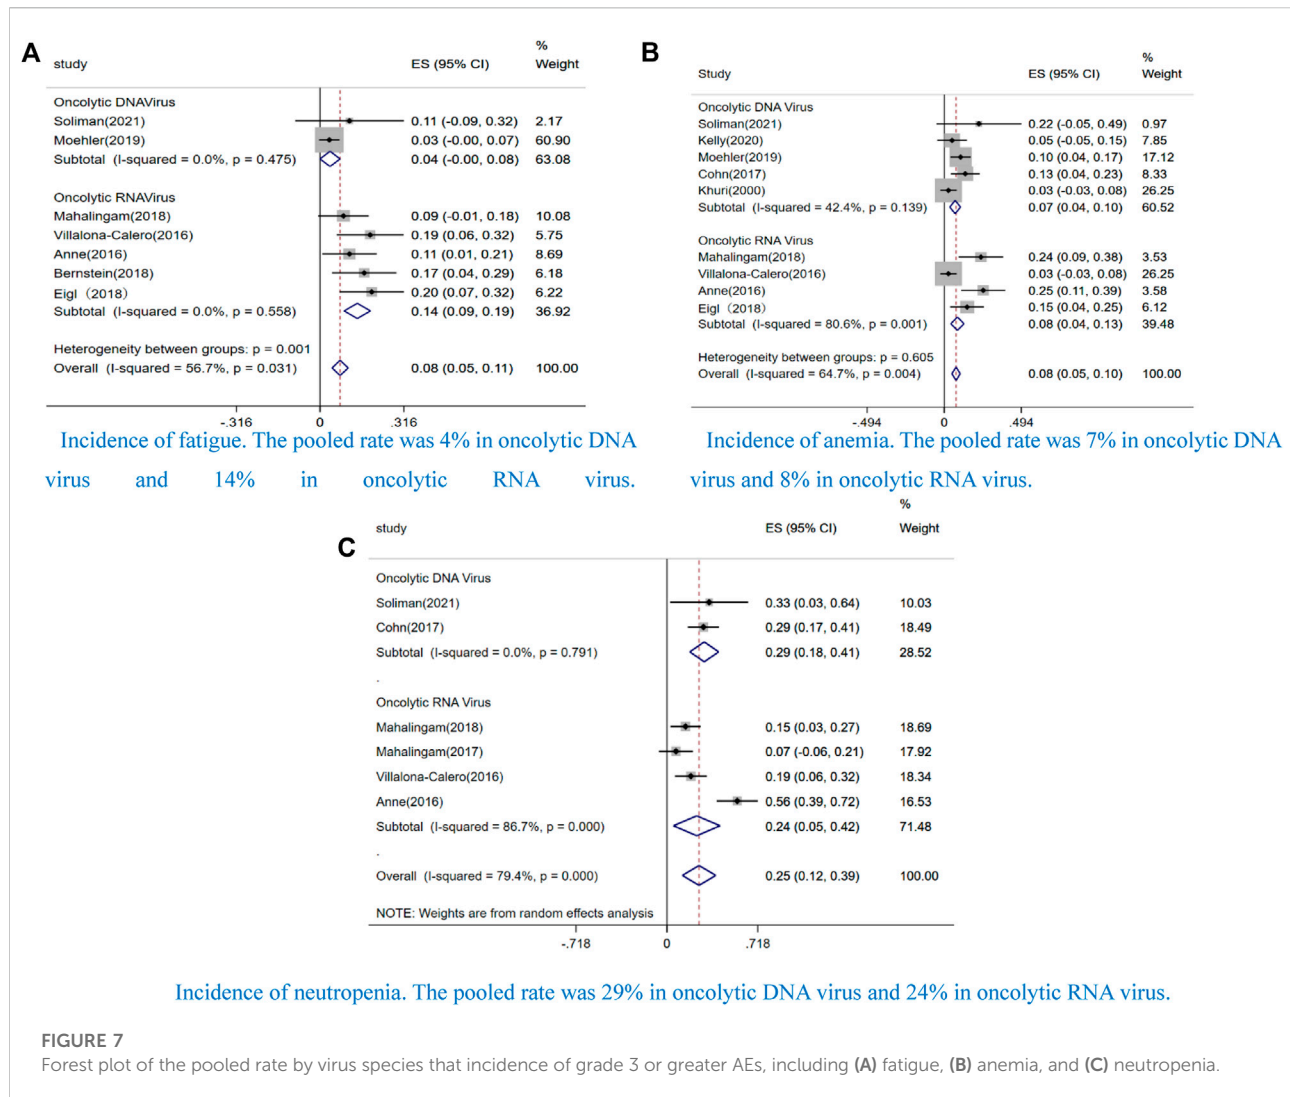 A
study ES (95% CI) % Weight
Oncolytic DNAVirus
Soliman(2021) 0.11 (-0.09, 0.32) 2.17
Moehler(2019) 0.03 (-0.00, 0.07) 60.90
Subtotal (I-squared = 0.0%, p = 0.475) 0.04 (-0.00, 0.08) 63.08
Oncolytic RNAVirus
Mahalingam(2018) 0.09 (-0.01, 0.18) 10.08
Villalona-Calero(2016) 0.19 (0.06, 0.32) 5.75
Anne(2016) 0.11 (0.01, 0.21) 8.69
Bernstein(2018) 0.17 (0.04, 0.29) 6.18
Eigl（2018） 0.20 (0.07, 0.32) 6.22
Subtotal (I-squared = 0.0%, p = 0.558) 0.14 (0.09, 0.19) 36.92
Heterogeneity between groups: p = 0.001
Overall (I-squared = 56.7%, p = 0.031) 0.08 (0.05, 0.11) 100.00
-.316 0 .316
Incidence of fatigue. The pooled rate was 4% in oncolytic DNA
virus and 14% in oncolytic RNA virus.
B
Study ES (95% CI) % Weight
Oncolytic DNA Virus
Soliman(2021) 0.22 (-0.05, 0.49) 0.97
Kelly(2020) 0.05 (-0.05, 0.15) 7.85
Moehler(2019) 0.10 (0.04, 0.17) 17.12
Cohn(2017) 0.13 (0.04, 0.23) 8.33
Khuri(2000) 0.03 (-0.03, 0.08) 26.25
Subtotal (I-squared = 42.4%, p = 0.139) 0.07 (0.04, 0.10) 60.52
Oncolytic RNA Virus
Mahalingam(2018) 0.24 (0.09, 0.38) 3.53
Villalona-Calero(2016) 0.03 (-0.03, 0.08) 26.25
Anne(2016) 0.25 (0.11, 0.39) 3.58
Eigl（2018） 0.15 (0.04, 0.25) 6.12
Subtotal (I-squared = 80.6%, p = 0.001) 0.08 (0.04, 0.13) 39.48
Heterogeneity between groups: p = 0.605
Overall (I-squared = 64.7%, p = 0.004) 0.08 (0.05, 0.10) 100.00
-.494 0 .494
Incidence of anemia. The pooled rate was 7% in oncolytic DNA
virus and 8% in oncolytic RNA virus.
C
study ES (95% CI) % Weight
Oncolytic DNA Virus
Soliman(2021) 0.33 (0.03, 0.64) 10.03
Cohn(2017) 0.29 (0.17, 0.41) 18.49
Subtotal (I-squared = 0.0%, p = 0.791) 0.29 (0.18, 0.41) 28.52
.
Oncolytic RNA Virus
Mahalingam(2018) 0.15 (0.03, 0.27) 18.69
Mahalingam(2017) 0.07 (-0.06, 0.21) 17.92
Villalona-Calero(2016) 0.19 (0.06, 0.32) 18.34
Anne(2016) 0.56 (0.39, 0.72) 16.53
Subtotal (I-squared = 86.7%, p = 0.000) 0.24 (0.05, 0.42) 71.48
.
Overall (I-squared = 79.4%, p = 0.000) 0.25 (0.12, 0.39) 100.00
NOTE: Weights are from random effects analysis
-.718 0 .718
Incidence of neutropenia. The pooled rate was 29% in oncolytic DNA virus and 24% in oncolytic RNA virus.
FIGURE 7
Forest plot of the pooled rate by virus species that incidence of grade 3 or greater AEs, including (A) fatigue, (B) anemia, and (C) neutropenia.